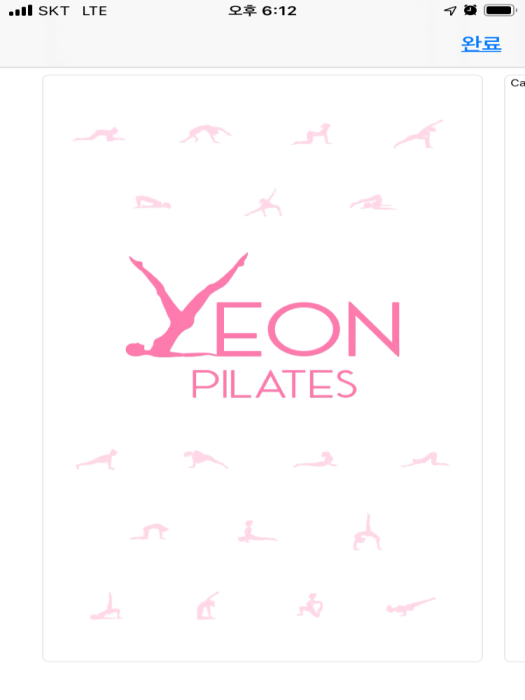 SKT LTE 오후 6:12
완료
Ca
YEON
PILATES